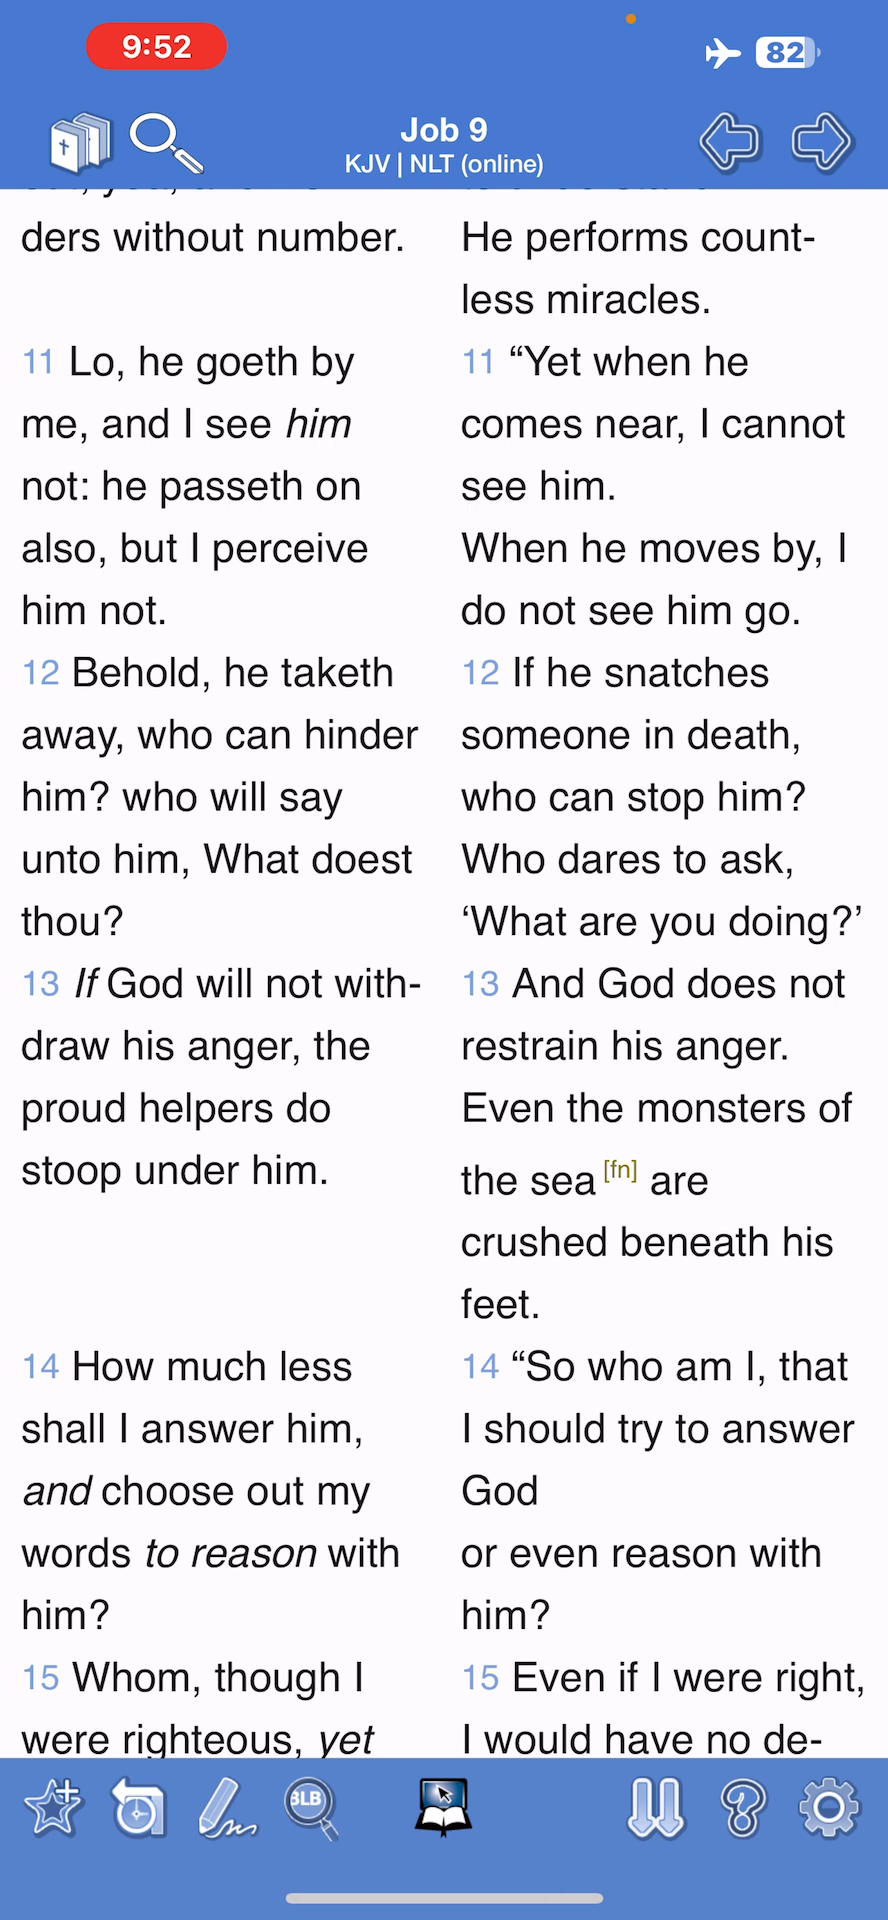 9:52
82
Job 9
KJV | NLT (online)
ders without number.
11 Lo, he goeth by
me, and I see him
not: he passeth on
also, but I perceive
him not.
12 Behold, he taketh
away, who can hinder
him? who will say
unto him, What doest
thou?
13 If God will not with-
draw his anger, the
proud helpers do
stoop under him.
14 How much less
shall I answer him,
and choose out my
words to reason with
him?
15 Whom, though I
were righteous, yet
He performs count-
less miracles.
11 “Yet when he
comes near, I cannot
see him.
When he moves by, I
do not see him go.
12 If he snatches
someone in death,
who can stop him?
Who dares to ask,
‘What are you doing?’
13 And God does not
restrain his anger.
Even the monsters of
the sea [fn] are
crushed beneath his
feet.
14 “So who am I, that
I should try to answer
God
or even reason with
him?
15 Even if I were right,
I would have no de-
BLB